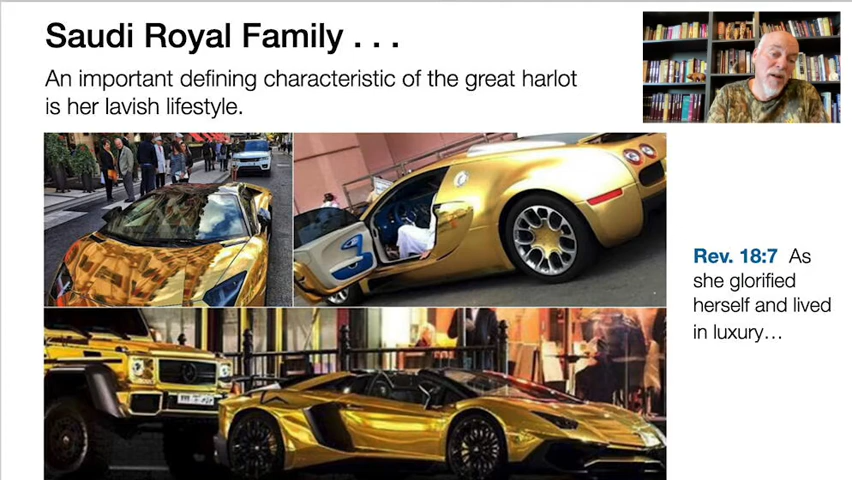 Saudi Royal Family . . .
An important defining characteristic of the great harlot
is her lavish lifestyle.
Rev. 18:7 As
she glorified
herself and lived
in luxury…